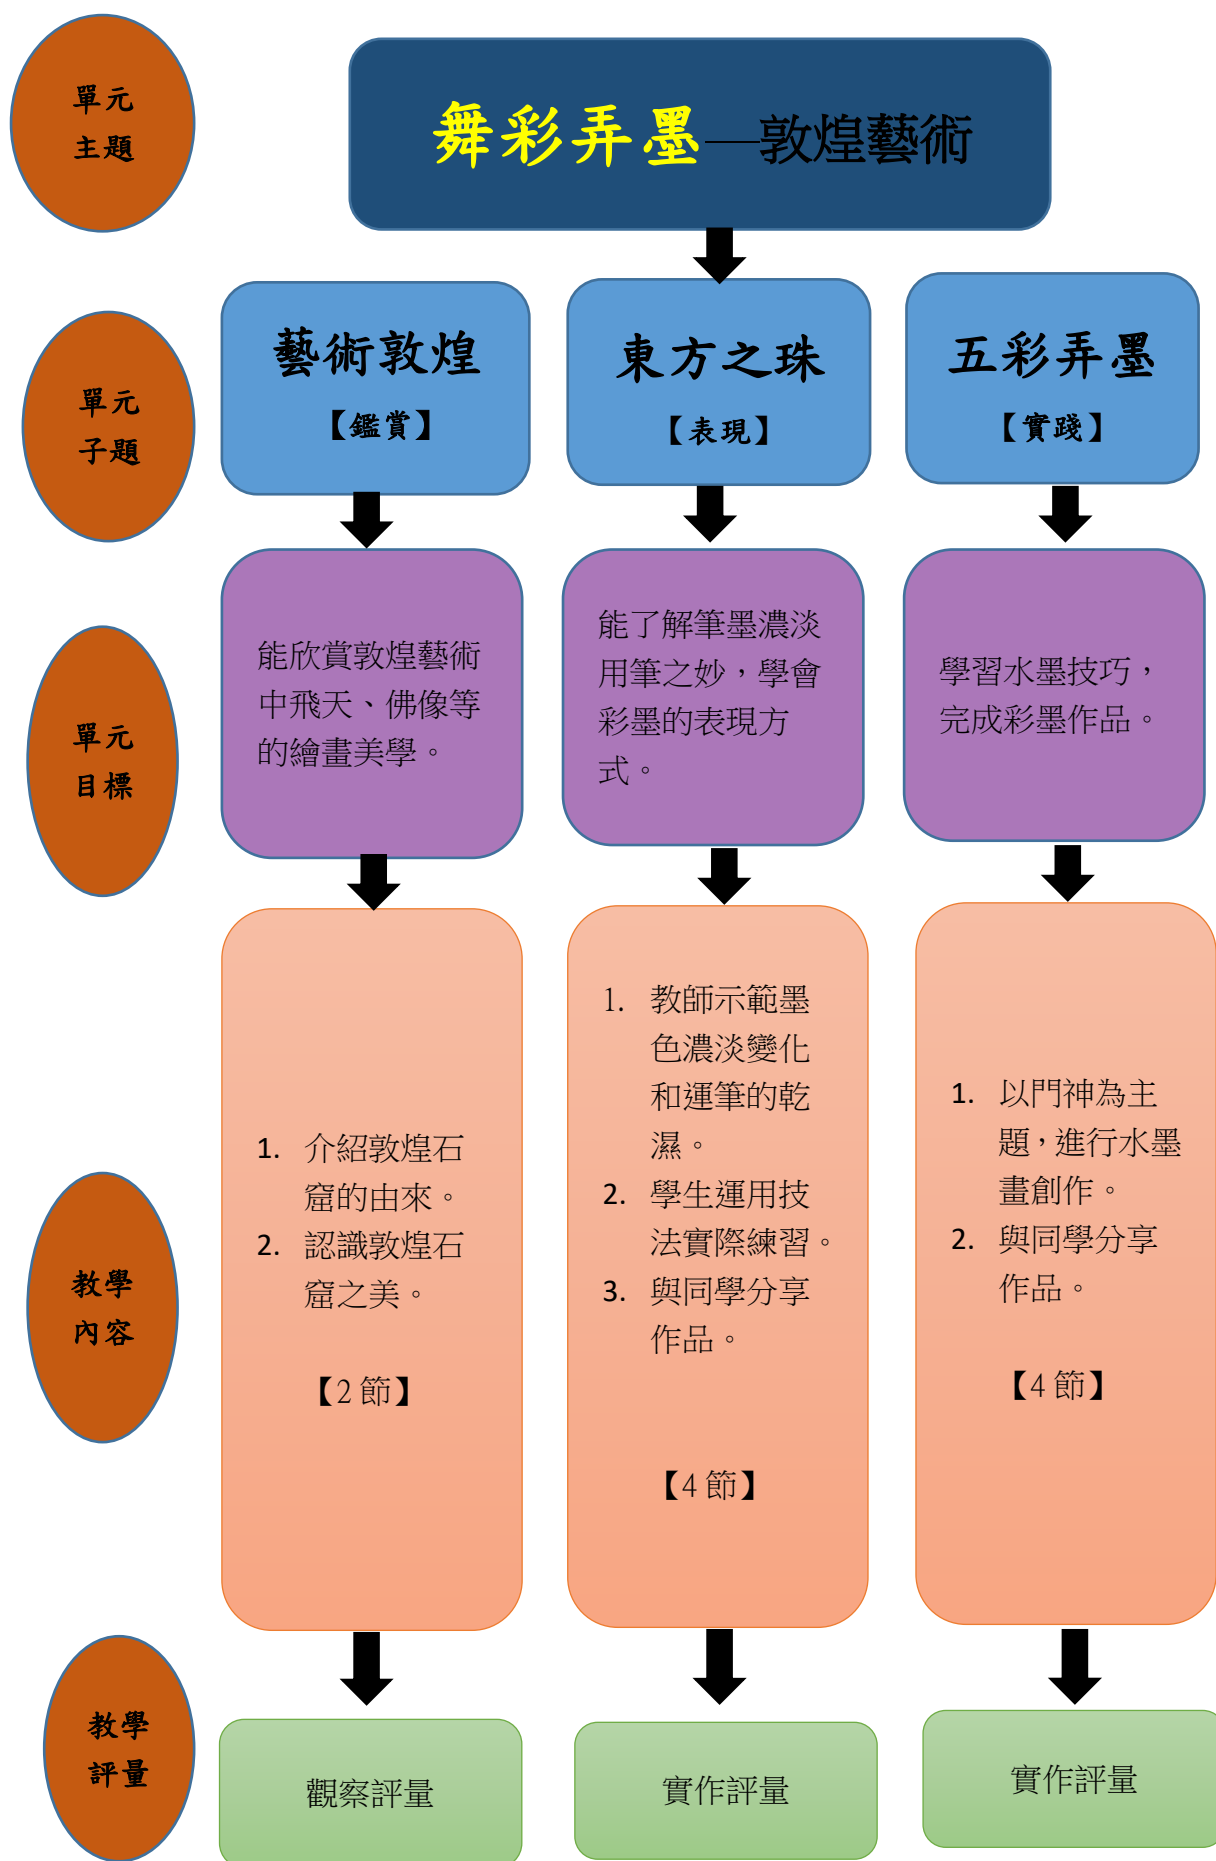 單元
主題
舞彩弄墨—敦煌藝術
單元
子題
藝術敦煌
【鑑賞】
東方之珠
【表現】
五彩弄墨
【實踐】
單元
目標
能欣賞敦煌藝術
中飛天、佛像等
的繪畫美學。
能了解筆墨濃淡
用筆之妙，學會
彩墨的表現方
式。
學習水墨技巧，
完成彩墨作品。
教學
內容
1. 介紹敦煌石
窟的由來。
2. 認識敦煌石
窟之美。
【2 節】
1. 教師示範墨
色濃淡變化
和運筆的乾
濕。
2. 學生運用技
法實際練習。
3. 與同學分享
作品。
【4 節】
1. 以門神為主
題，進行水墨
畫創作。
2. 與同學分享
作品。
【4 節】
教學
評量
觀察評量
實作評量
實作評量